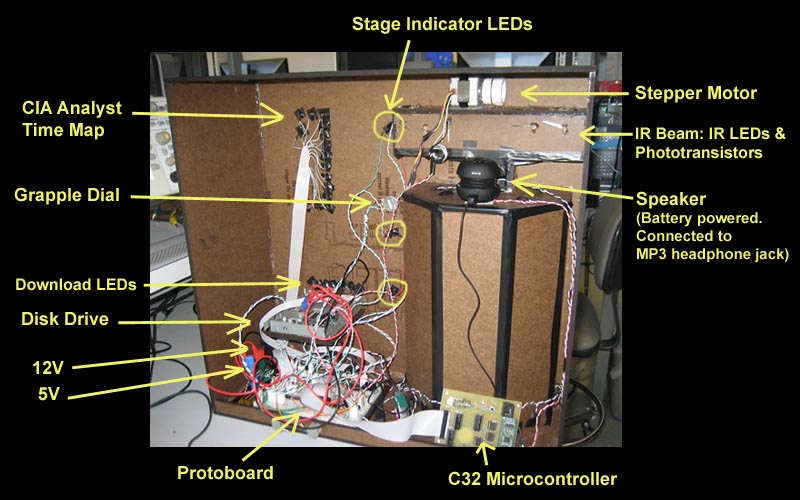 Stage Indicator LEDs
CIA Analyst
Time Map
Stepper Motor
IR Beam: IR LEDs &
Phototransistors
Grapple Dial
Speaker
(Battery powered.
Connected to
MP3 headphone jack)
Download LEDs
Disk Drive
12V
5V
Protoboard
C32 Microcontroller